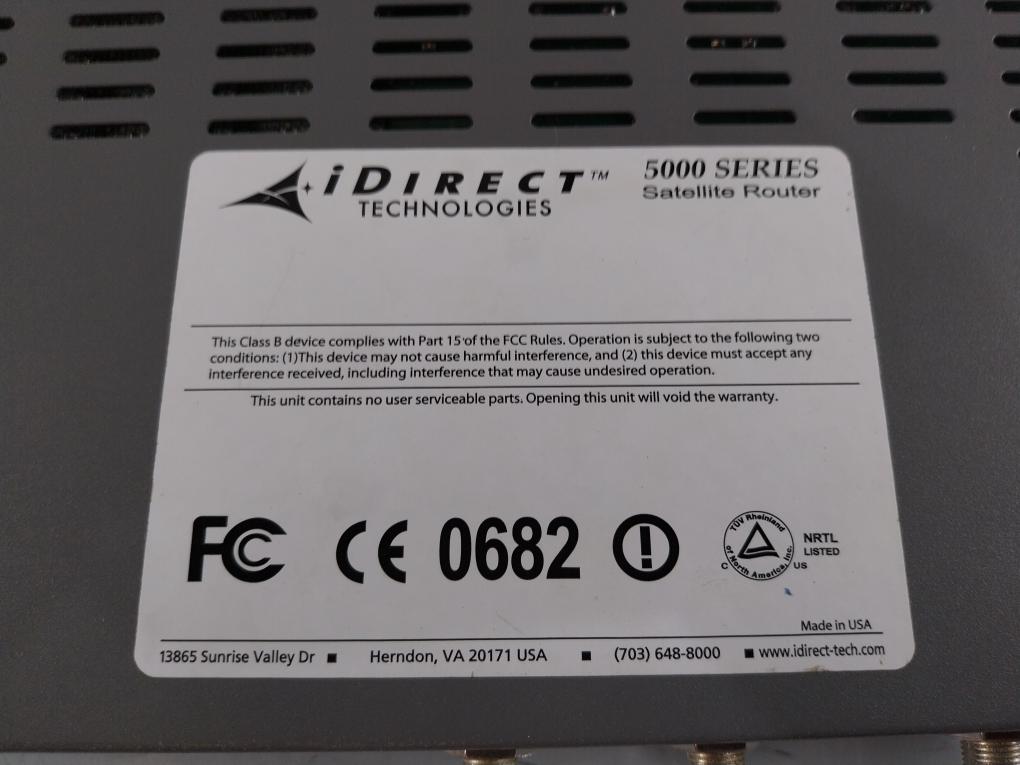 iDIRECT™
TECHNOLOGIES
5000 SERIES
Satellite Router
This Class B device complies with Part 15 of the FCC Rules. Operation is subject to the following two
conditions: (1)This device may not cause harmful interference, and (2) this device must accept any
interference received, including interference that may cause undesired operation.
This unit contains no user serviceable parts. Opening this unit will void the warranty.
FC CE 0682 !
TÜV Rheinland
of North America, Inc.
C US
NRTL
LISTED
Made in USA
13865 Sunrise Valley Dr ■ Herndon, VA 20171 USA ■ (703) 648-8000 ■ www.idirect-tech.com